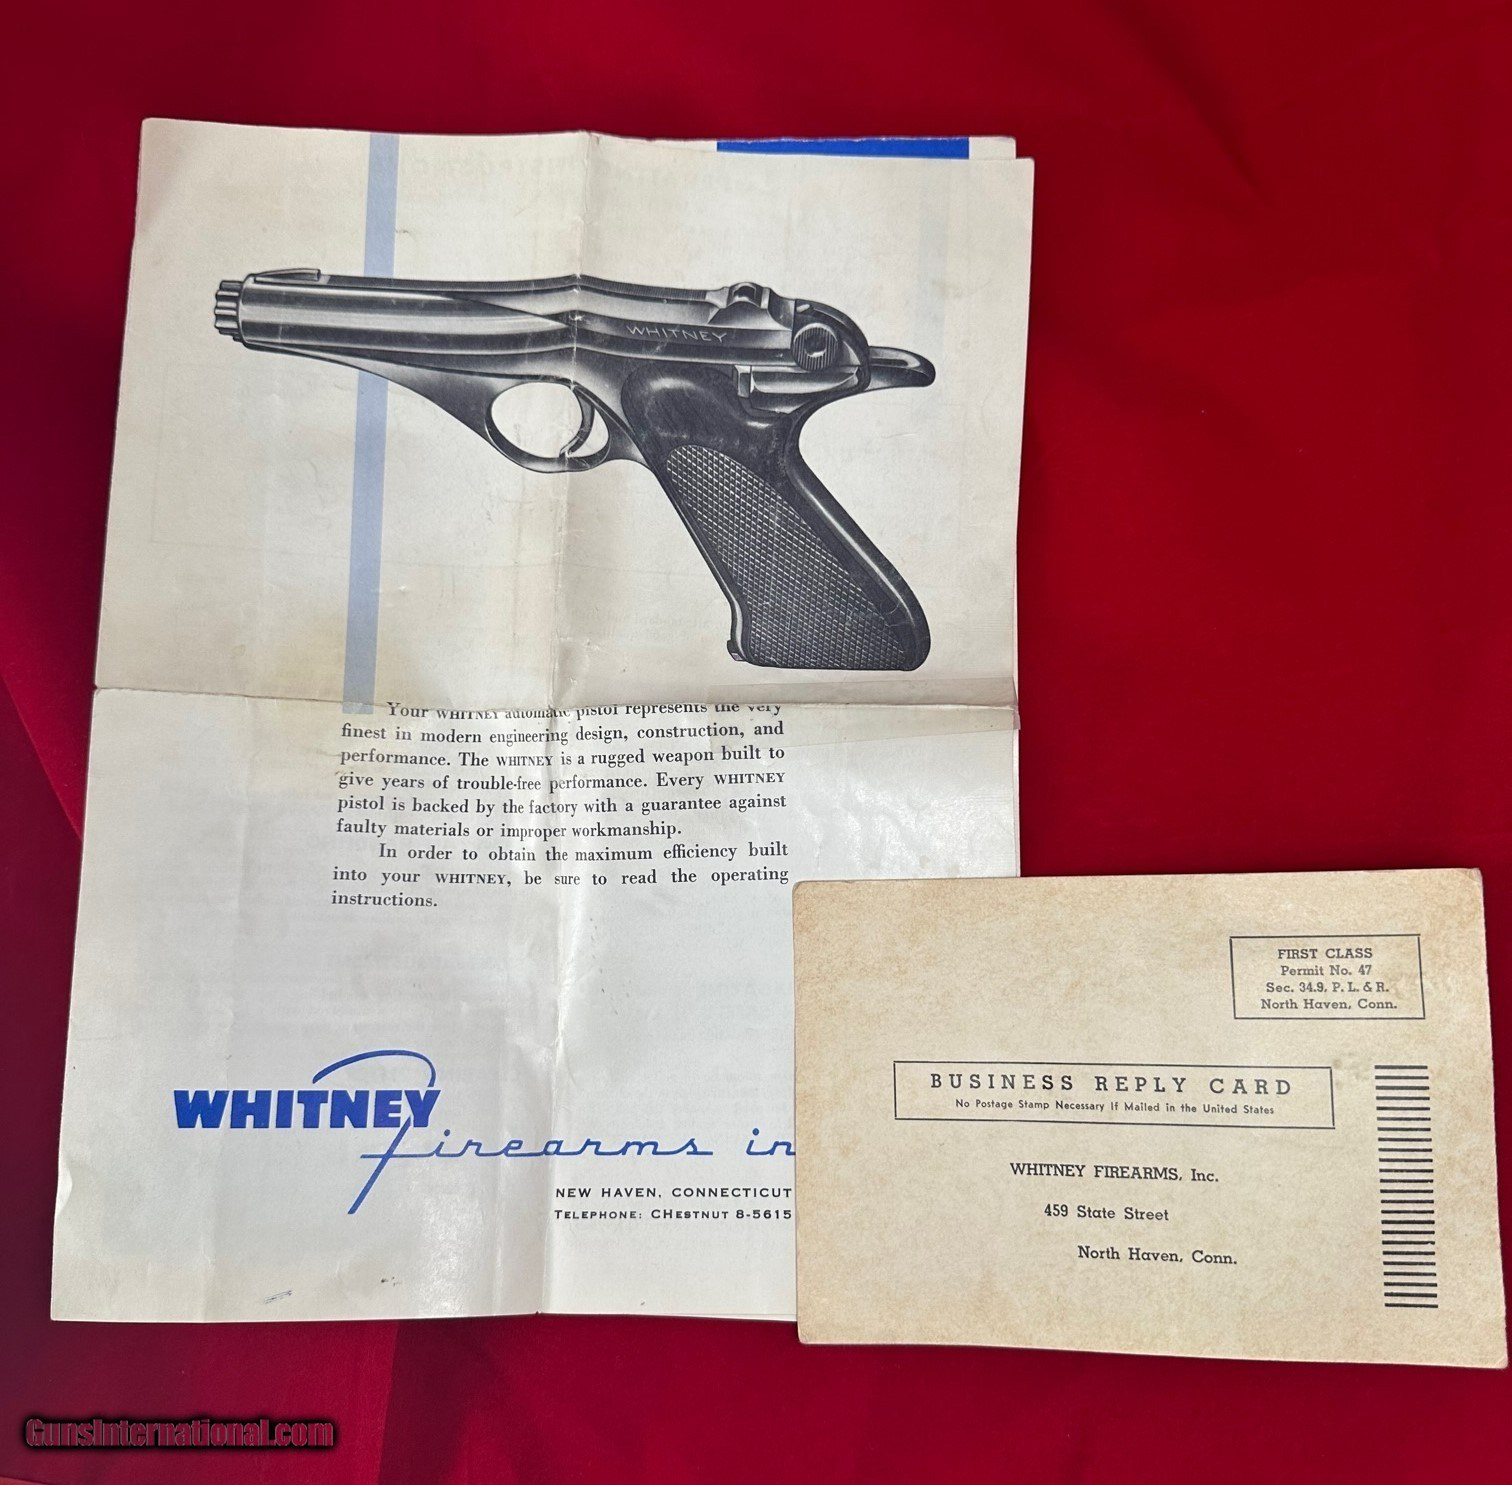 WHITNEY
Your WHITNEY automatic pistol represents the very
finest in modern engineering design, construction, and
performance. The WHITNEY is a rugged weapon built to
give years of trouble-free performance. Every WHITNEY
pistol is backed by the factory with a guarantee against
faulty materials or improper workmanship.
In order to obtain the maximum efficiency built
into your WHITNEY, be sure to read the operating
instructions.
WHITNEY
firearms in
NEW HAVEN, CONNECTICUT
TELEPHONE: CHESTNUT 8-5615
FIRST CLASS
Permit No. 47
Sec. 34.9, P. L. & R.
North Haven, Conn.
BUSINESS REPLY CARD
No Postage Stamp Necessary If Mailed in the United States
WHITNEY FIREARMS, Inc.
459 State Street
North Haven, Conn.
GunsInternational.com